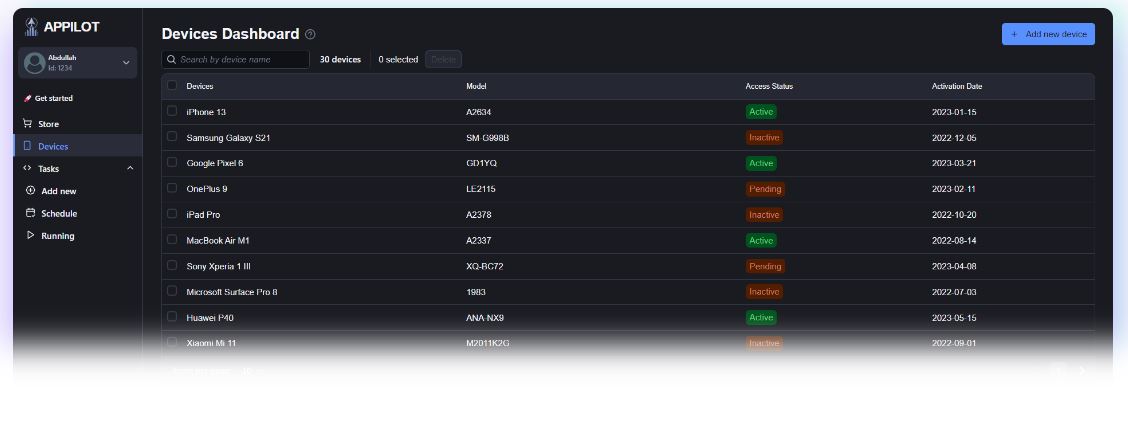 APPILOT
Abdullah
Id: 1234
Get started
Store
Devices
Tasks
Add new
Schedule
Running
Devices Dashboard
+ Add new device
Search by device name
30 devices
0 selected
Delete
Devices Model Access Status Activation Date
iPhone 13 A2634 Active 2023-01-15
Samsung Galaxy S21 SM-G998B Inactive 2022-12-05
Google Pixel 6 GD1YQ Active 2023-03-21
OnePlus 9 LE2115 Pending 2023-02-11
iPad Pro A2378 Inactive 2022-10-20
MacBook Air M1 A2337 Active 2022-08-14
Sony Xperia 1 III XQ-BC72 Pending 2023-04-08
Microsoft Surface Pro 8 1983 Inactive 2022-07-03
Huawei P40 ANA-NX9 Active 2023-05-15
Xiaomi Mi 11 M2011K2G Inactive 2022-09-01